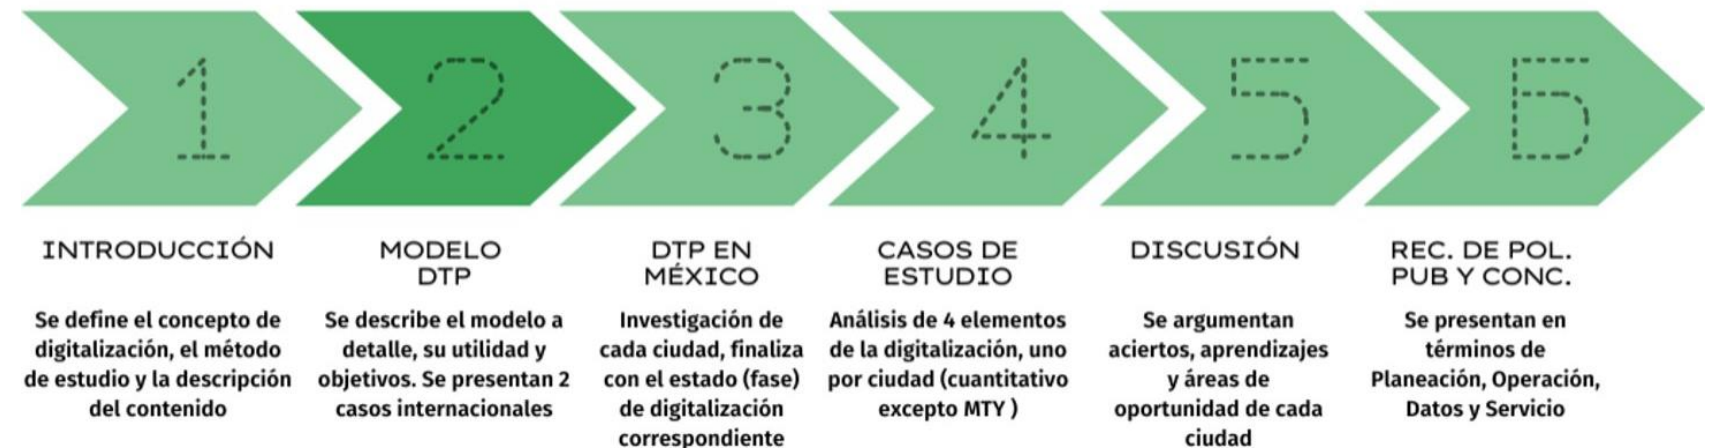 1
2
3
4
5
6
INTRODUCCIÓN
Se define el concepto de
digitalización, el método
de estudio y la descripción
del contenido
MODELO
DTP
Se describe el modelo a
detalle, su utilidad y
objetivos. Se presentan 2
casos internacionales
DTP EN
MÉXICO
Investigación de
cada ciudad, finaliza
con el estado (fase)
de digitalización
correspondiente
CASOS DE
ESTUDIO
Análisis de 4 elementos
de la digitalización, uno
por ciudad (cuantitativo
excepto MTY )
DISCUSIÓN
Se argumentan
aciertos, aprendizajes
y áreas de
oportunidad de cada
ciudad
REC. DE POL.
PUB Y CONC.
Se presentan en
términos de
Planeación, Operación,
Datos y Servicio